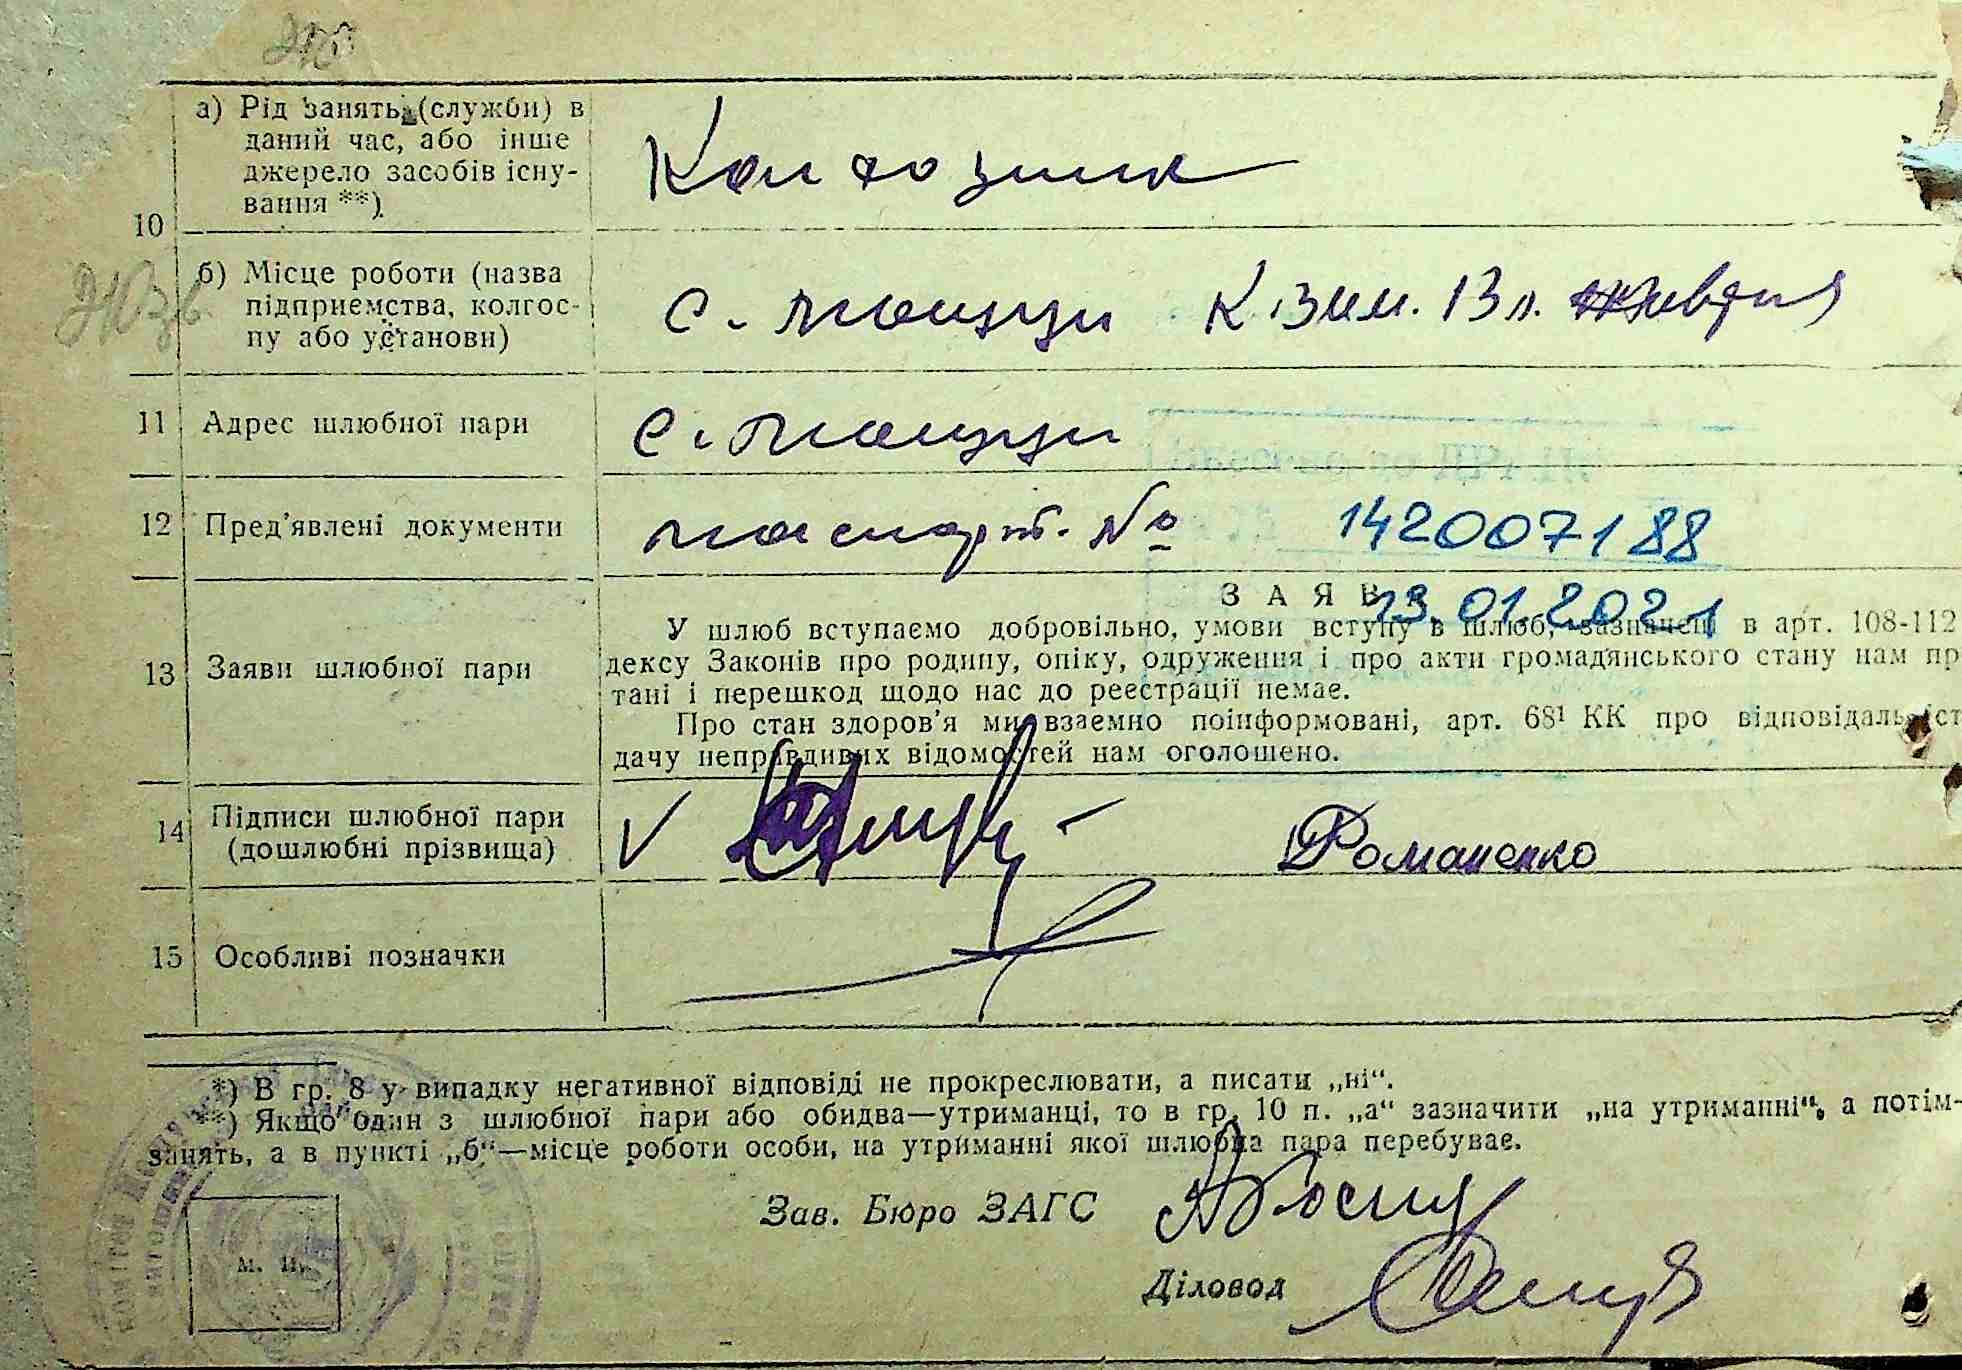 10
а) Рід занять (служби) в
даний час, або інше
джерело засобів існу-
вання **)
Колгозник
б) Місце роботи (назва
підприємства, колгос-
пу або установи)
с.
11 Адрес шлюбної пари
с.
12 Пред'явлені документи
паспорт. № 142007188
23.01.2021
ЗАЯВ
13 Заяви шлюбної пари
У шлюб вступаємо добровільно, умови вступу в шлюб, зазначені в арт. 108-112
дексу Законів про родину, опіку, одруження і про акти громадянського стану нам пр
тані і перешкод щодо нас до реєстрації немає.
Про стан здоров'я ми взаємно поінформовані, арт. 68¹ КК про відповідальніст
дачу неправдивих відомостей нам оголошено.
14 Підписи шлюбної пари
(дошлюбні прізвища)
V Романенко
15 Особливі позначки
*) В гр. 8 у випадку негативної відповіді не прокреслювати, а писати „ні“.
**) Якщо один з шлюбної пари або обидва—утриманці, то в гр. 10 п. „а“ зазначити „на утриманні“, а потім-
занять, а в пункті „б“—місце роботи особи, на утриманні якої шлюбна пара перебуває.
Зав. Бюро ЗАГС
М. П.
Діловод